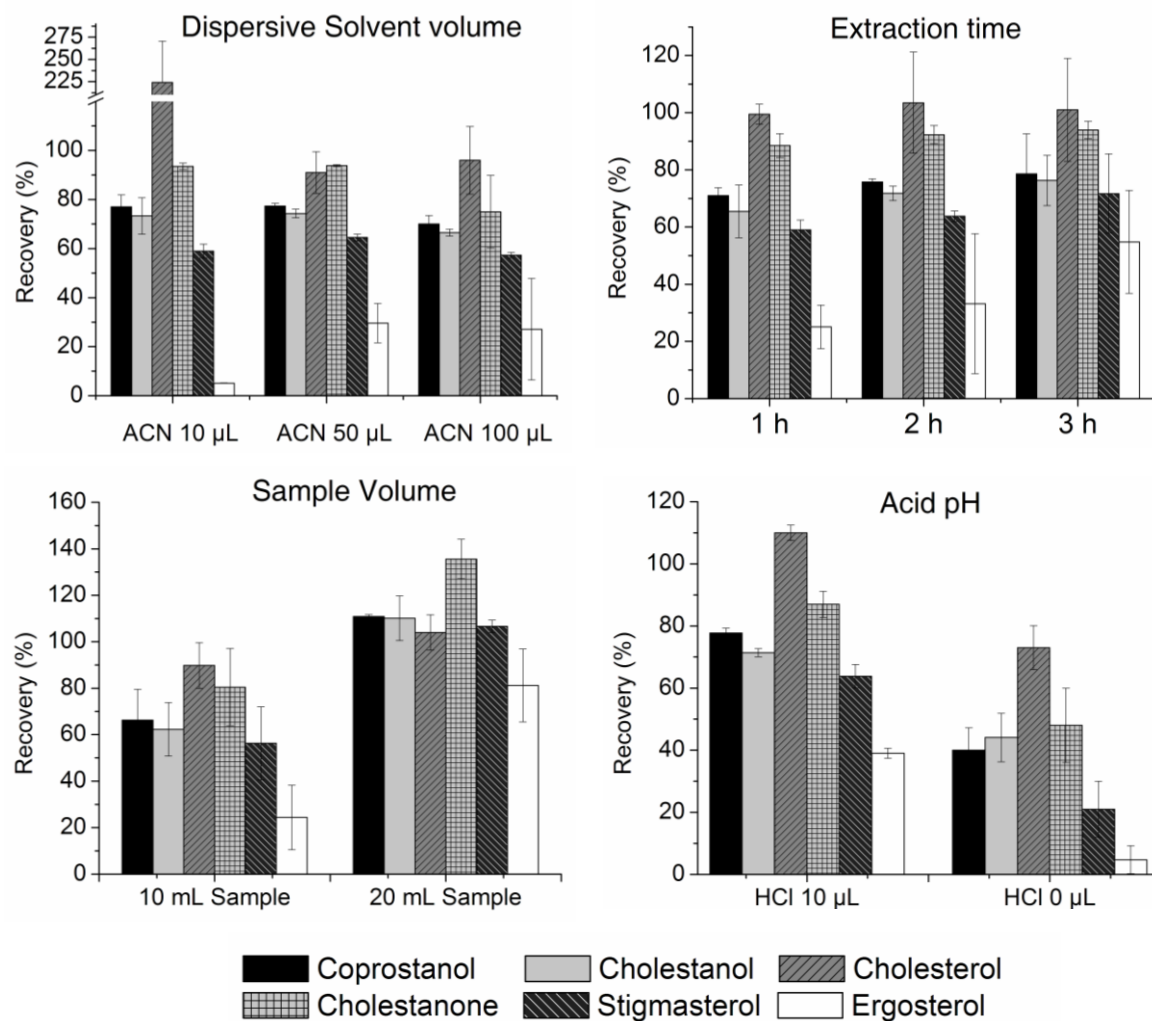 Dispersive Solvent volume
Recovery (%)
275
250
225
100
80
60
40
20
0
ACN 10 µL ACN 50 µL ACN 100 µL
Extraction time
Recovery (%)
120
100
80
60
40
20
0
1 h 2 h 3 h
Sample Volume
Recovery (%)
160
140
120
100
80
60
40
20
0
10 mL Sample 20 mL Sample
Acid pH
Recovery (%)
120
100
80
60
40
20
0
HCl 10 µL HCl 0 µL
Coprostanol Cholestanol Cholesterol
Cholestanone Stigmasterol Ergosterol